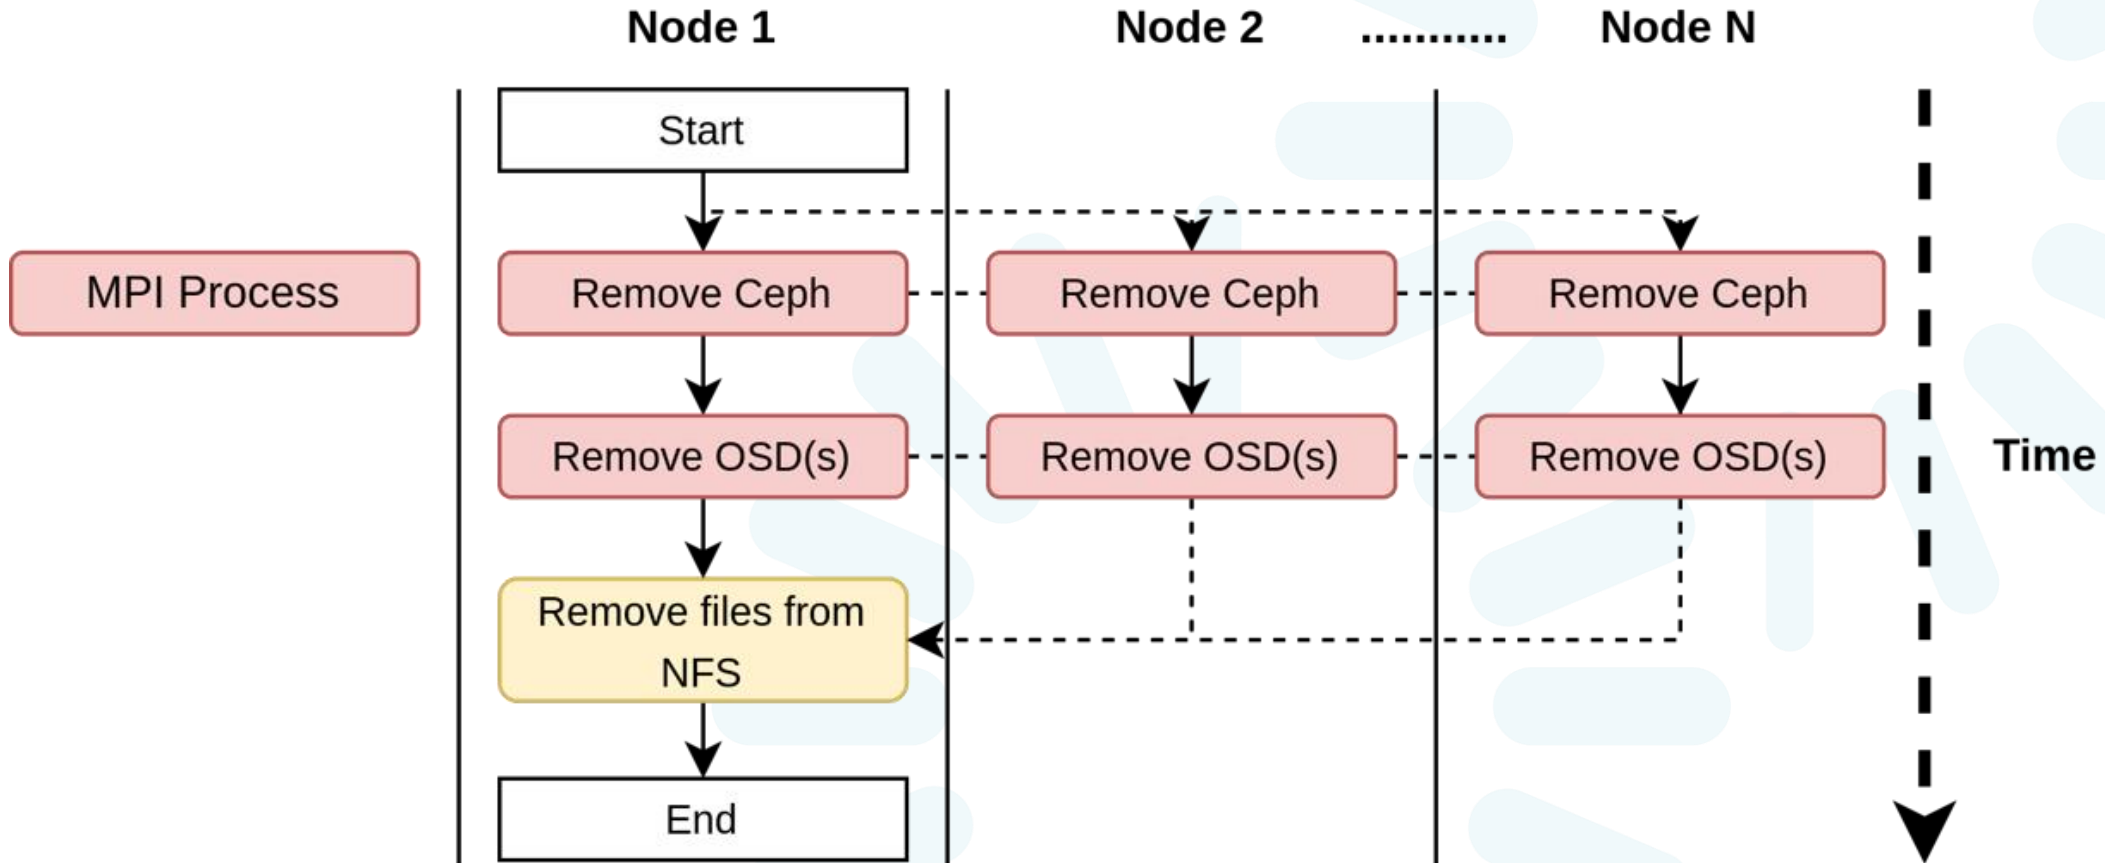 Node 1
Node 2
...........
Node N
Start
MPI Process
Remove Ceph
Remove Ceph
Remove Ceph
Remove OSD(s)
Remove OSD(s)
Remove OSD(s)
Time
Remove files from
NFS
End